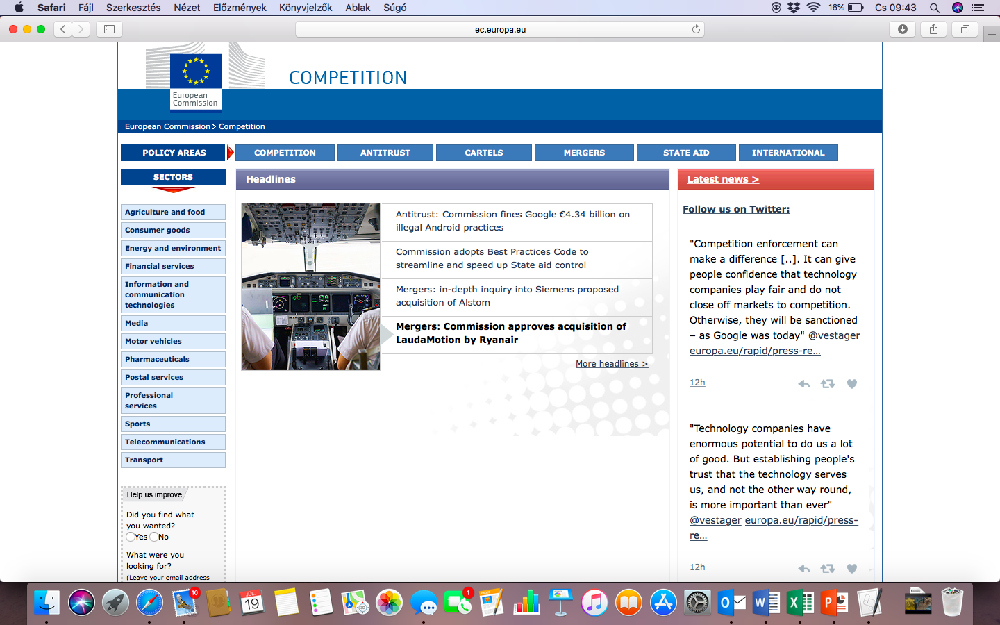 Safari Fájl Szerkesztés Nézet Előzmények Könyvjelzők Ablak Súgó 16% Cs 09:43
ec.europa.eu
European
Commission
COMPETITION
European Commission > Competition
POLICY AREAS COMPETITION ANTITRUST CARTELS MERGERS STATE AID INTERNATIONAL
SECTORS
Agriculture and food
Consumer goods
Energy and environment
Financial services
Information and
communication
technologies
Media
Motor vehicles
Pharmaceuticals
Postal services
Professional
services
Sports
Telecommunications
Transport
Help us improve
Did you find what
you wanted?
Yes No
What were you
looking for?
(Leave your email address
Headlines
Antitrust: Commission fines Google €4.34 billion on
illegal Android practices
Commission adopts Best Practices Code to
streamline and speed up State aid control
Mergers: in-depth inquiry into Siemens proposed
acquisition of Alstom
Mergers: Commission approves acquisition of
LaudaMotion by Ryanair
More headlines >
Latest news >
Follow us on Twitter:
"Competition enforcement can
make a difference [..]. It can give
people confidence that technology
companies play fair and do not
close off markets to competition.
Otherwise, they will be sanctioned
– as Google was today" @vestager
europa.eu/rapid/press-re…
12h
"Technology companies have
enormous potential to do us a lot
of good. But establishing people's
trust that the technology serves
us, and not the other way round,
is more important than ever"
@vestager europa.eu/rapid/press-
re…
12h
10
JÚL.
19
1